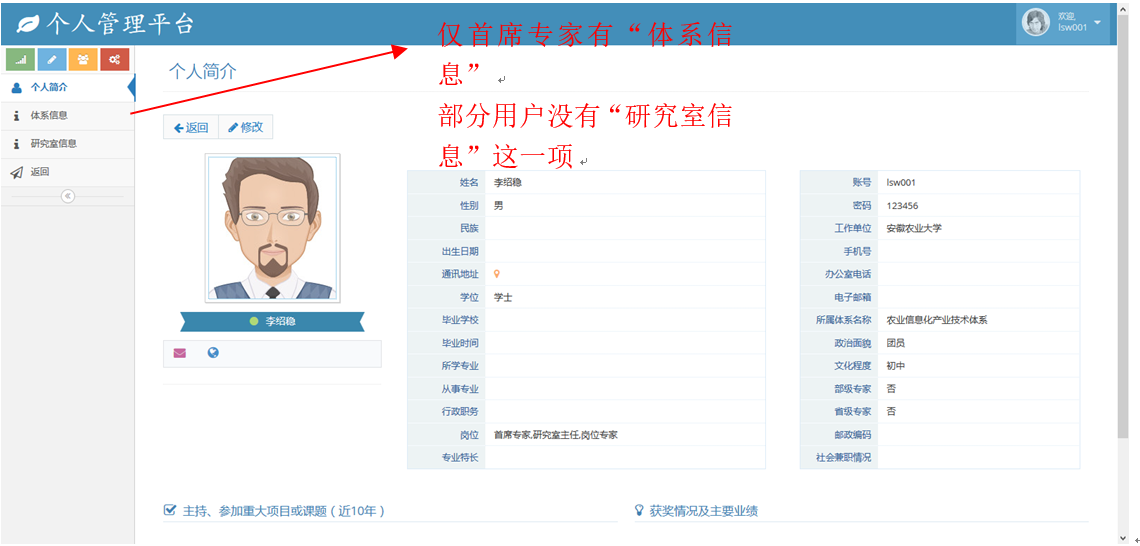 个人管理平台
欢迎,
lsw001
仅首席专家有“体系信
息”
部分用户没有“研究室信
息”这一项
个人简介
体系信息
研究室信息
返回
个人简介
返回
修改
李绍稳
姓名 李绍稳
性别 男
民族
出生日期
通讯地址
学位 学士
毕业学校
毕业时间
所学专业
从事专业
行政职务
岗位 首席专家,研究室主任,岗位专家
专业特长
账号 lsw001
密码 123456
工作单位 安徽农业大学
手机号
办公室电话
电子邮箱
所属体系名称 农业信息化产业技术体系
政治面貌 团员
文化程度 初中
部级专家 否
省级专家 否
邮政编码
社会兼职情况
主持、参加重大项目或课题(近10年)
获奖情况及主要业绩